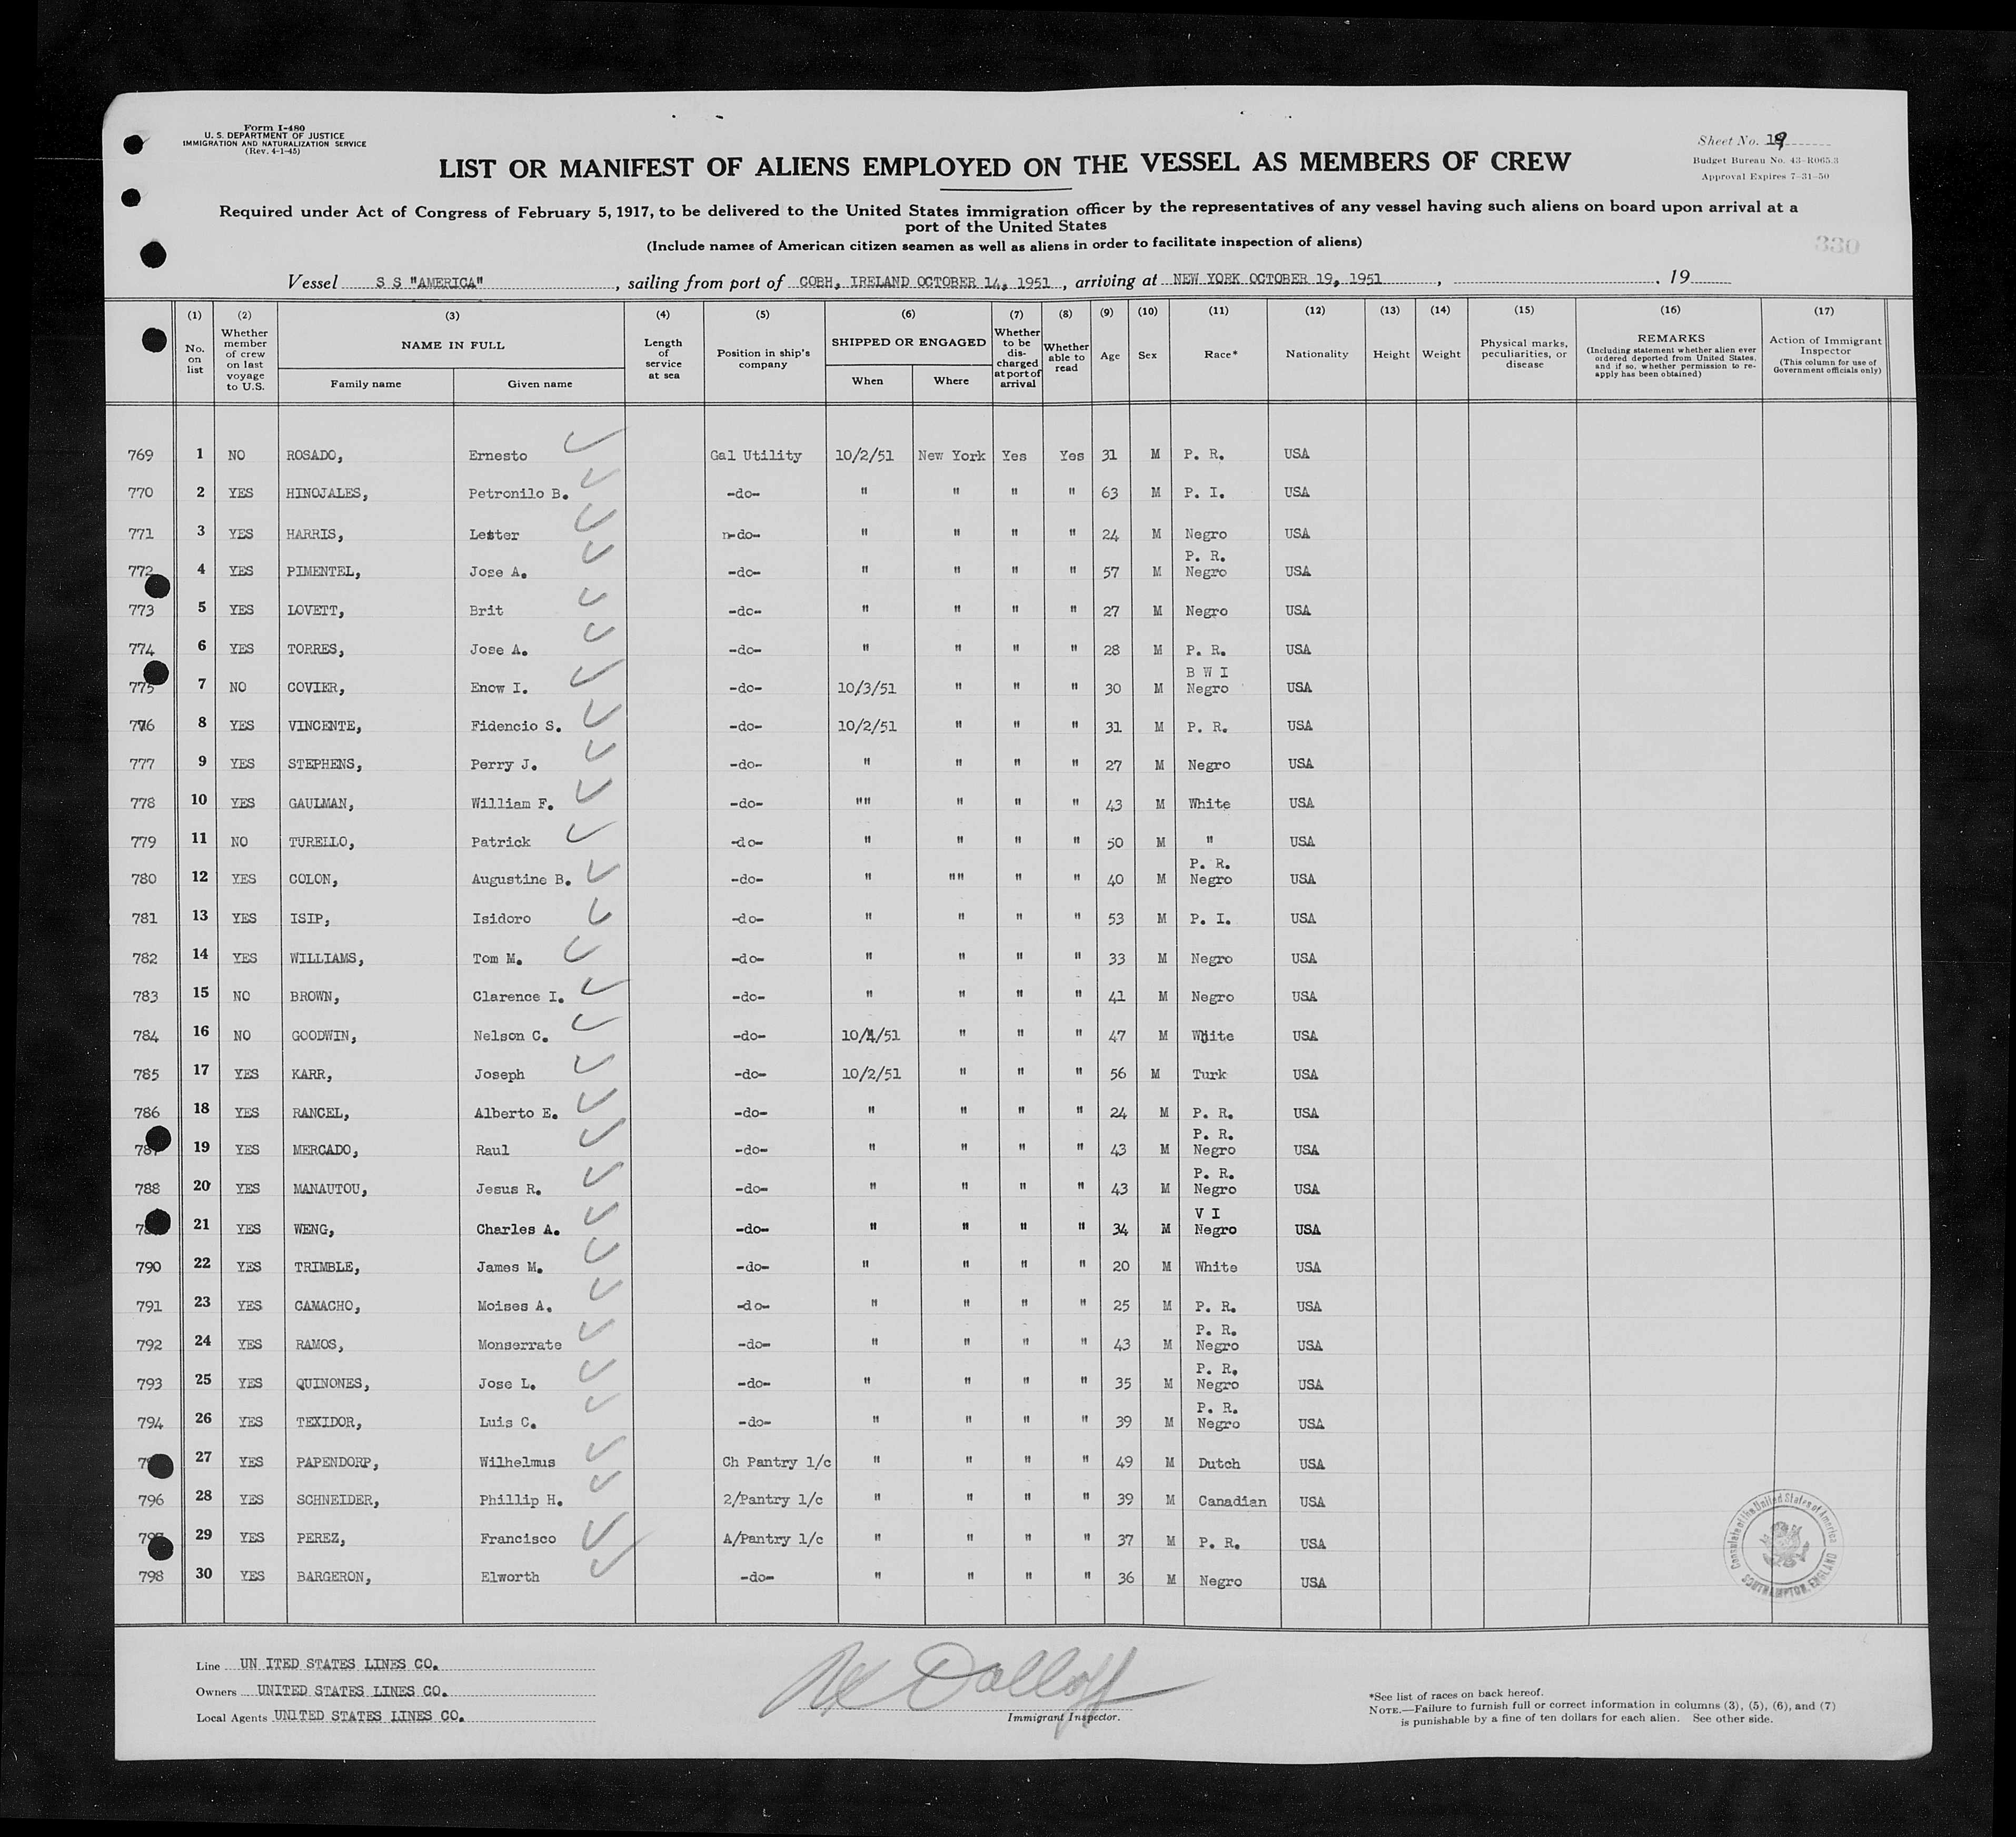 Form I-480
U. S. DEPARTMENT OF JUSTICE
IMMIGRATION AND NATURALIZATION SERVICE
(Rev. 4-1-45)
Sheet No. 19
Budget Bureau No. 43-R065.3
Approval Expires 7-31-50
LIST OR MANIFEST OF ALIENS EMPLOYED ON THE VESSEL AS MEMBERS OF CREW
Required under Act of Congress of February 5, 1917, to be delivered to the United States immigration officer by the representatives of any vessel having such aliens on board upon arrival at a
port of the United States
(Include names of American citizen seamen as well as aliens in order to facilitate inspection of aliens)
330
Vessel S S "AMERICA", sailing from port of COBH, IRELAND OCTOBER 14, 1951, arriving at NEW YORK OCTOBER 19, 1951, . 19
(1) (2) (3) (4) (5) (6) (7) (8) (9) (10) (11) (12) (13) (14) (15) (16) (17)
No. on list
Whether member of crew on last voyage to U.S.
NAME IN FULL
Family name
Given name
Length of service at sea
Position in ship's company
SHIPPED OR ENGAGED
When
Where
Whether to be discharged at port of arrival
Whether able to read
Age
Sex
Race*
Nationality
Height
Weight
Physical marks, peculiarities, or disease
REMARKS
(Including statement whether alien ever ordered deported from United States, and if so, whether permission to re-apply has been obtained)
Action of Immigrant Inspector
(This column for use of Government officials only)
769 1 NO ROSADO, Ernesto Gal Utility 10/2/51 New York Yes Yes 31 M P. R. USA
770 2 YES HINOJALES, Petronilo B. -do- " " " " 63 M P. I. USA
771 3 YES HARRIS, Lester -do- " " " " 24 M Negro USA
772 4 YES PIMENTEL, Jose A. -do- " " " " 57 M P. R. Negro USA
773 5 YES LOVETT, Brit -do- " " " " 27 M Negro USA
774 6 YES TORRES, Jose A. -do- " " " " 28 M P. R. USA
775 7 NO COVIER, Enow I. -do- 10/3/51 " " " 30 M B W I Negro USA
776 8 YES VINCENTE, Fidencio S. -do- 10/2/51 " " " 31 M P. R. USA
777 9 YES STEPHENS, Perry J. -do- " " " " 27 M Negro USA
778 10 YES GAULMAN, William F. -do- "" " " " 43 M White USA
779 11 NO TURELLO, Patrick -do- " " " " 50 M " USA
780 12 YES COLON, Augustine B. -do- " "" " " 40 M P. R. Negro USA
781 13 YES ISIP, Isidoro -do- " " " " 53 M P. I. USA
782 14 YES WILLIAMS, Tom M. -do- " " " " 33 M Negro USA
783 15 NO BROWN, Clarence I. -do- " " " " 41 M Negro USA
784 16 NO GOODWIN, Nelson C. -do- 10/4/51 " " " 47 M White USA
785 17 YES KARR, Joseph -do- 10/2/51 " " " 56 M Turk USA
786 18 YES RANCEL, Alberto E. -do- " " " " 24 M P. R. USA
787 19 YES MERCADO, Raul -do- " " " " 43 M P. R. Negro USA
788 20 YES MANAUTOU, Jesus R. -do- " " " " 43 M P. R. Negro USA
21 YES WENG, Charles A. -do- " " " " 34 M V I Negro USA
790 22 YES TRIMBLE, James M. -do- " " " " 20 M White USA
791 23 YES CAMACHO, Moises A. -do- " " " " 25 M P. R. USA
792 24 YES RAMOS, Monserrate -do- " " " " 43 M P. R. Negro USA
793 25 YES QUINONES, Jose L. -do- " " " " 35 M P. R. Negro USA
794 26 YES TEXIDOR, Luis C. -do- " " " " 39 M P. R. Negro USA
27 YES PAPENDORP, Wilhelmus Ch Pantry 1/c " " " " 49 M Dutch USA
796 28 YES SCHNEIDER, Phillip H. 2/Pantry 1/c " " " " 39 M Canadian USA
797 29 YES PEREZ, Francisco A/Pantry 1/c " " " " 37 M P. R. USA
798 30 YES BARGERON, Elworth -do- " " " " 36 M Negro USA
Consulate of the United States of America
SOUTHAMPTON, ENGLAND
Line UN ITED STATES LINES CO.
Owners UNITED STATES LINES CO.
Local Agents UNITED STATES LINES CO.
Dolloff
Immigrant Inspector.
*See list of races on back hereof.
NOTE.—Failure to furnish full or correct information in columns (3), (5), (6), and (7)
is punishable by a fine of ten dollars for each alien. See other side.